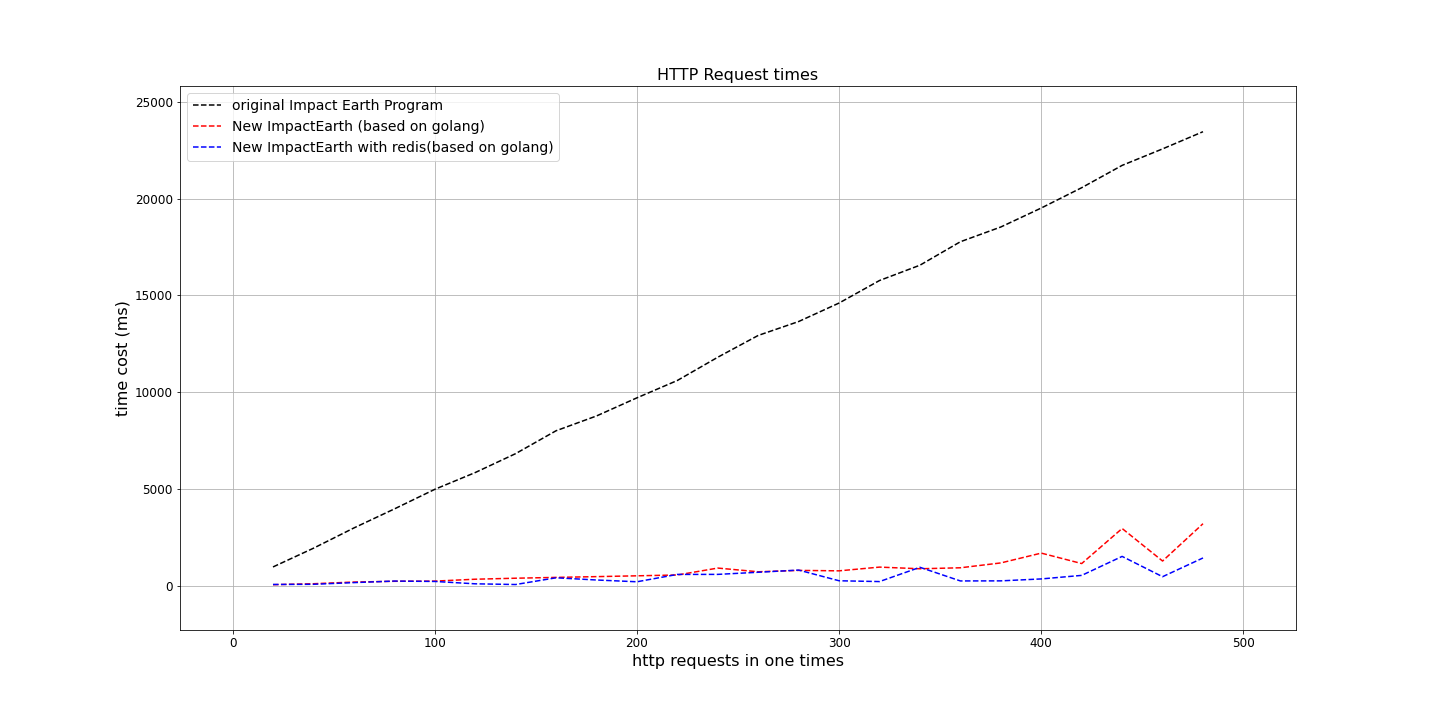 HTTP Request times
original Impact Earth Program
New ImpactEarth (based on golang)
New ImpactEarth with redis(based on golang)
time cost (ms)
25000
20000
15000
10000
5000
0
0 100 200 300 400 500
http requests in one times